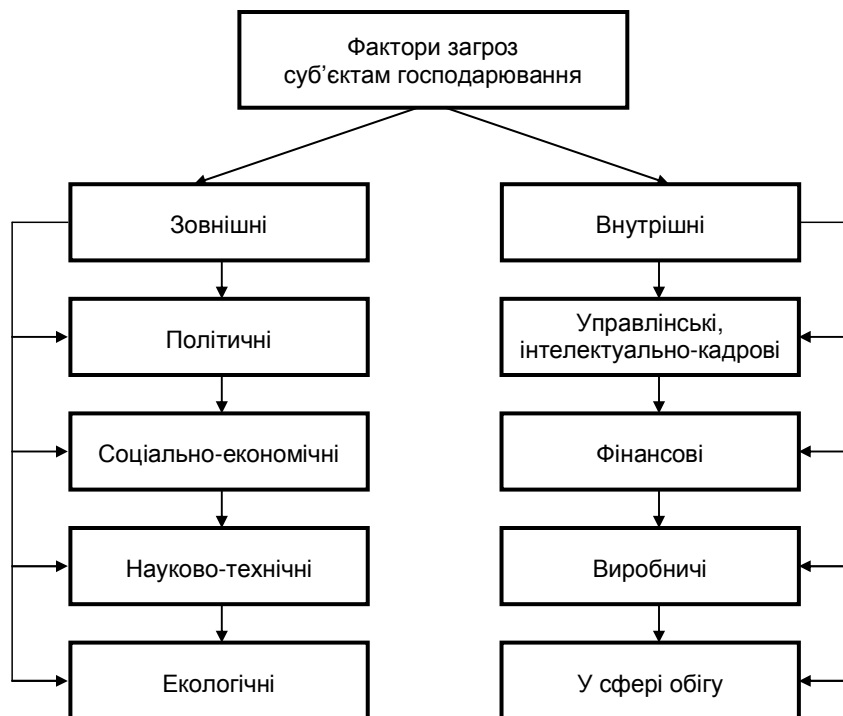 Фактори загроз
суб’єктам господарювання
Зовнішні
Внутрішні
Політичні
Управлінські,
інтелектуально-кадрові
Соціально-економічні
Фінансові
Науково-технічні
Виробничі
Екологічні
У сфері обігу